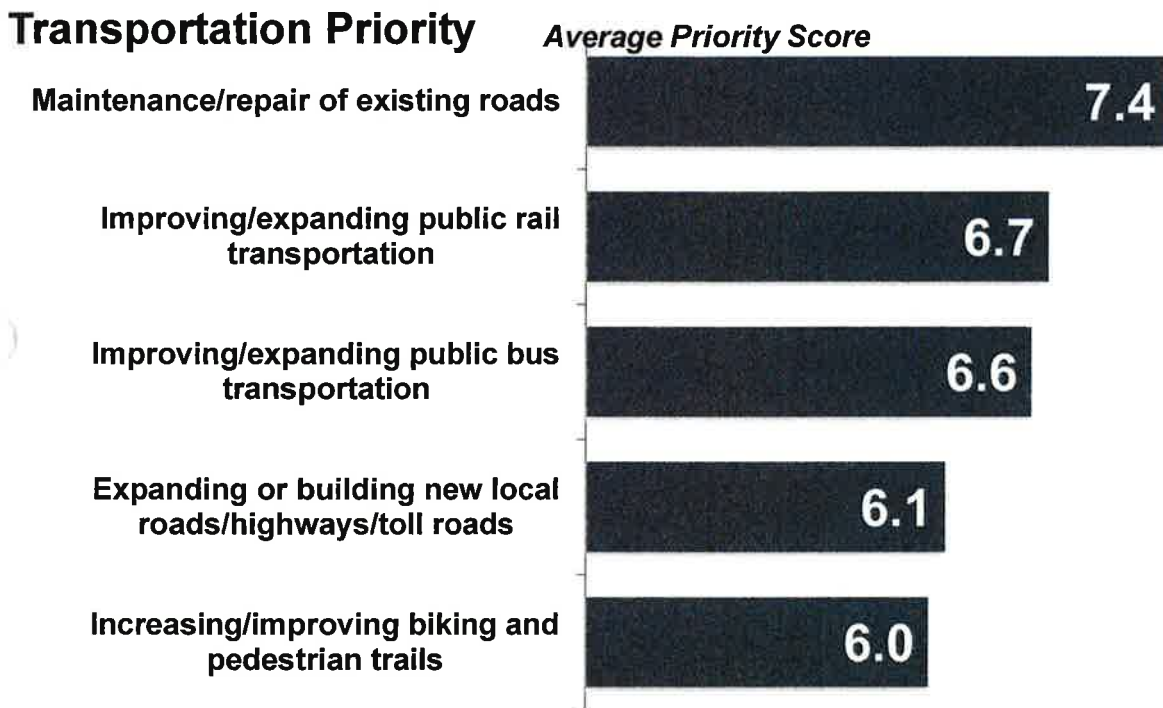 Transportation Priority
Average Priority Score
Maintenance/repair of existing roads
7.4
Improving/expanding public rail
transportation
6.7
Improving/expanding public bus
transportation
6.6
Expanding or building new local
roads/highways/toll roads
6.1
Increasing/improving biking and
pedestrian trails
6.0